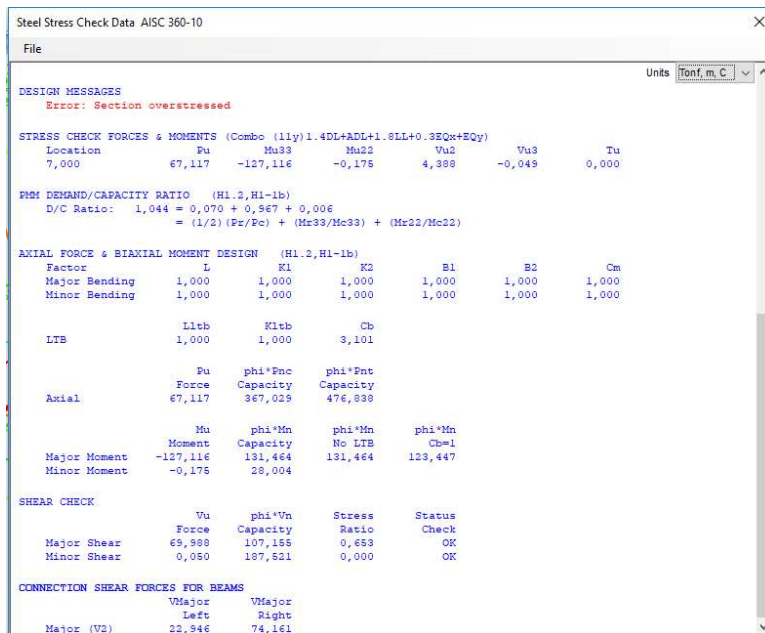 Steel Stress Check Data AISC 360-10
File
Units Tonf, m, C
DESIGN MESSAGES
Error: Section overstressed
STRESS CHECK FORCES & MOMENTS (Combo (11y)1.4DL+ADL+1.8LL+0.3EQx+EQy)
Location Pu Mu33 Mu22 Vu2 Vu3 Tu
7,000 67,117 -127,116 -0,175 4,388 -0,049 0,000
PMM DEMAND/CAPACITY RATIO (H1.2,H1-1b)
D/C Ratio: 1,044 = 0,070 + 0,967 + 0,006
= (1/2)(Pr/Pc) + (Mr33/Mc33) + (Mr22/Mc22)
AXIAL FORCE & BIAXIAL MOMENT DESIGN (H1.2,H1-1b)
Factor L K1 K2 B1 B2 Cm
Major Bending 1,000 1,000 1,000 1,000 1,000 1,000
Minor Bending 1,000 1,000 1,000 1,000 1,000 1,000
Lltb Kltb Cb
LTB 1,000 1,000 3,101
Pu phi*Pnc phi*Pnt
Force Capacity Capacity
Axial 67,117 367,029 476,838
Mu phi*Mn phi*Mn phi*Mn
Moment Capacity No LTB Cb=1
Major Moment -127,116 131,464 131,464 123,447
Minor Moment -0,175 28,004
SHEAR CHECK
Vu phi*Vn Stress Status
Force Capacity Ratio Check
Major Shear 69,988 107,155 0,653 OK
Minor Shear 0,050 187,521 0,000 OK
CONNECTION SHEAR FORCES FOR BEAMS
VMajor VMajor
Left Right
Major (V2) 22,946 74,161